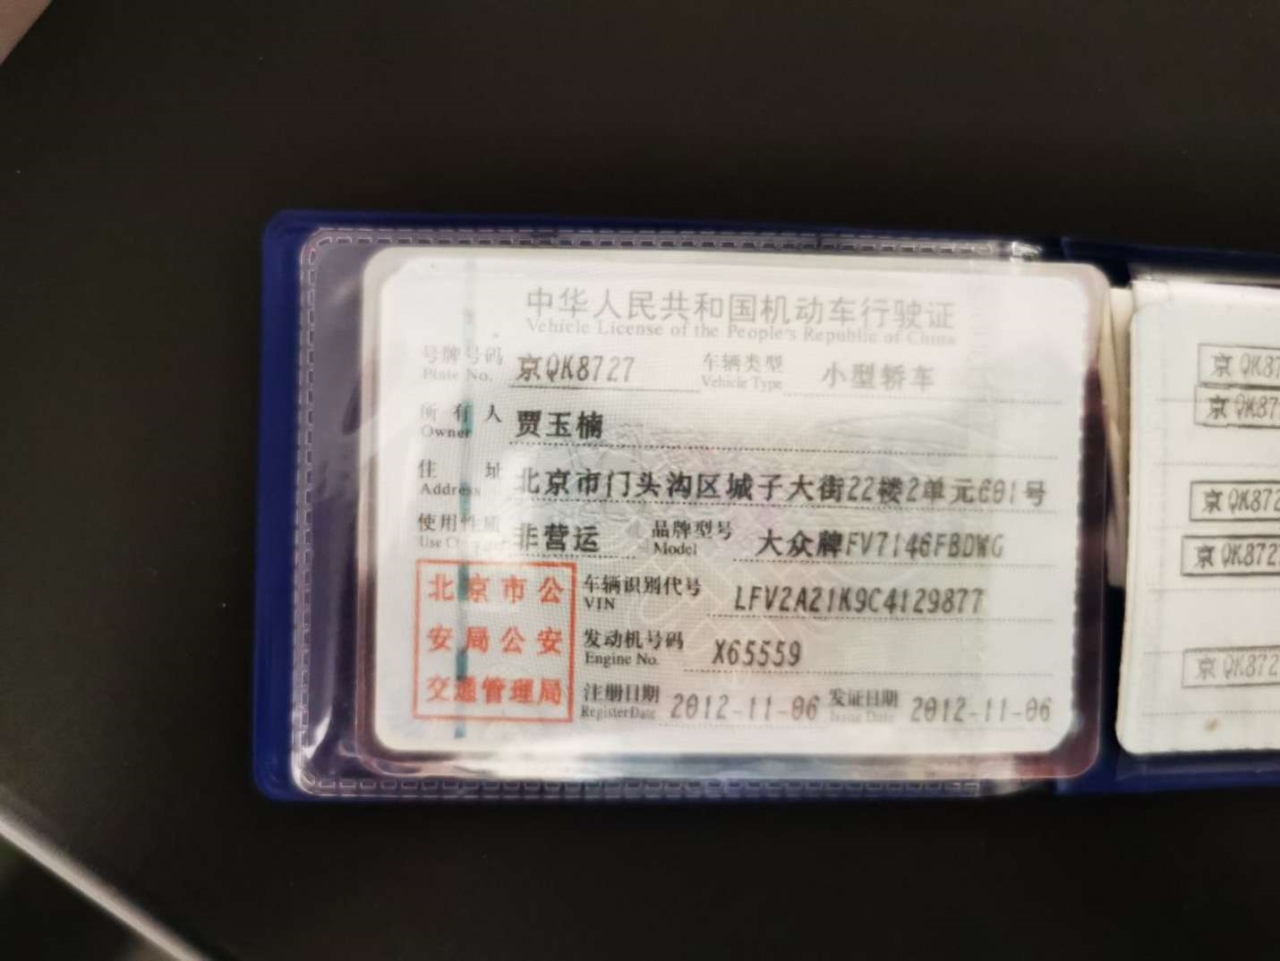 中华人民共和国机动车行驶证
Vehicle License of the People's Republic of China
号牌号码 京QK8727 车辆类型 小型轿车
Plate No. Vehicle Type
所有人 贾玉楠
Owner
住址 北京市门头沟区城子大街22楼2单元601号
Address
使用性质 非营运 品牌型号 大众牌FV7146FBDWG
Use Character Model
车辆识别代号 LFV2A21K9C4129877
VIN
发动机号码 X65559
Engine No.
注册日期 2012-11-06 发证日期 2012-11-06
Register Date Issue Date
北京市公
安局公安
交通管理局
京QK87
京QK87
京QK872
京QK872
京QK872